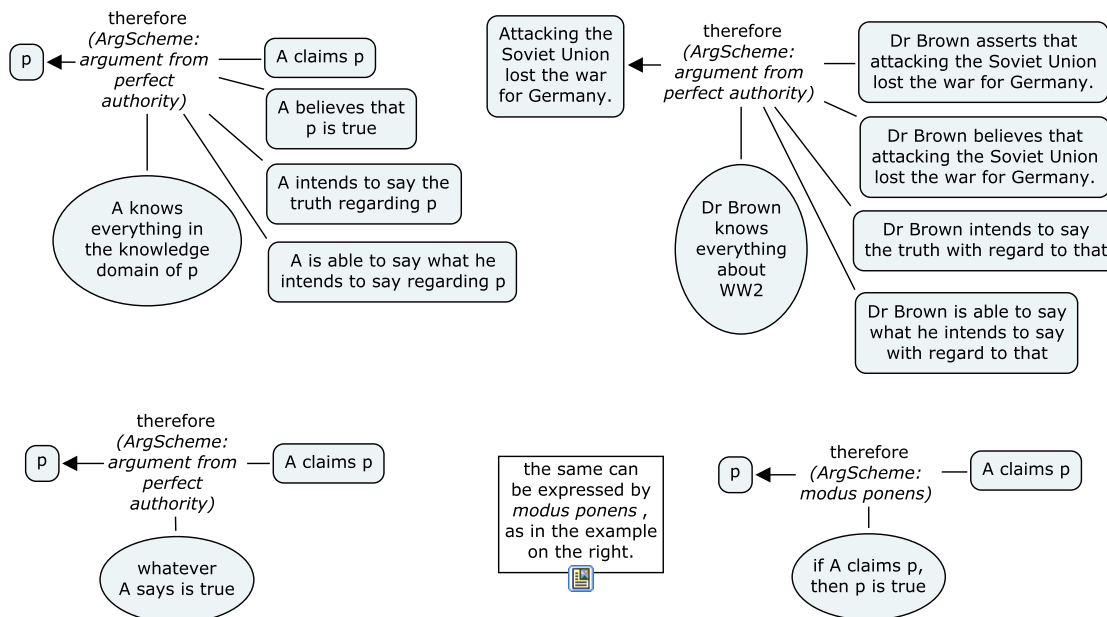 p
therefore
(ArgScheme:
argument from
perfect
authority)
A claims p
A believes that
p is true
A intends to say the
truth regarding p
A is able to say what he
intends to say regarding p
A knows
everything in
the knowledge
domain of p
Attacking the
Soviet Union
lost the war
for Germany.
therefore
(ArgScheme:
argument from
perfect authority)
Dr Brown asserts that
attacking the Soviet Union
lost the war for Germany.
Dr Brown believes that
attacking the Soviet Union
lost the war for Germany.
Dr Brown intends to say
the truth with regard to that
Dr Brown is able to say
what he intends to say
with regard to that
Dr Brown
knows
everything
about
WW2
p
therefore
(ArgScheme:
argument from
perfect
authority)
A claims p
whatever
A says is true
the same can
be expressed by
modus ponens ,
as in the example
on the right.
p
therefore
(ArgScheme:
modus ponens)
A claims p
if A claims p,
then p is true